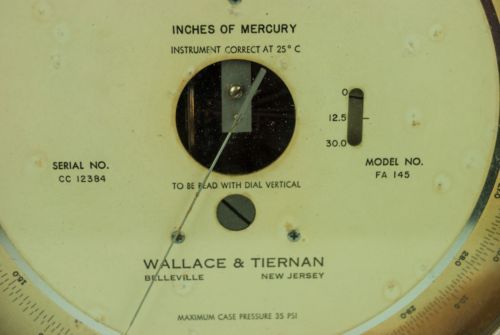 INCHES OF MERCURY
INSTRUMENT CORRECT AT 25° C
0
12.5
30.0
SERIAL NO.
CC 12384
MODEL NO.
FA 145
TO BE READ WITH DIAL VERTICAL
WALLACE & TIERNAN
BELLEVILLE NEW JERSEY
MAXIMUM CASE PRESSURE 35 PSI